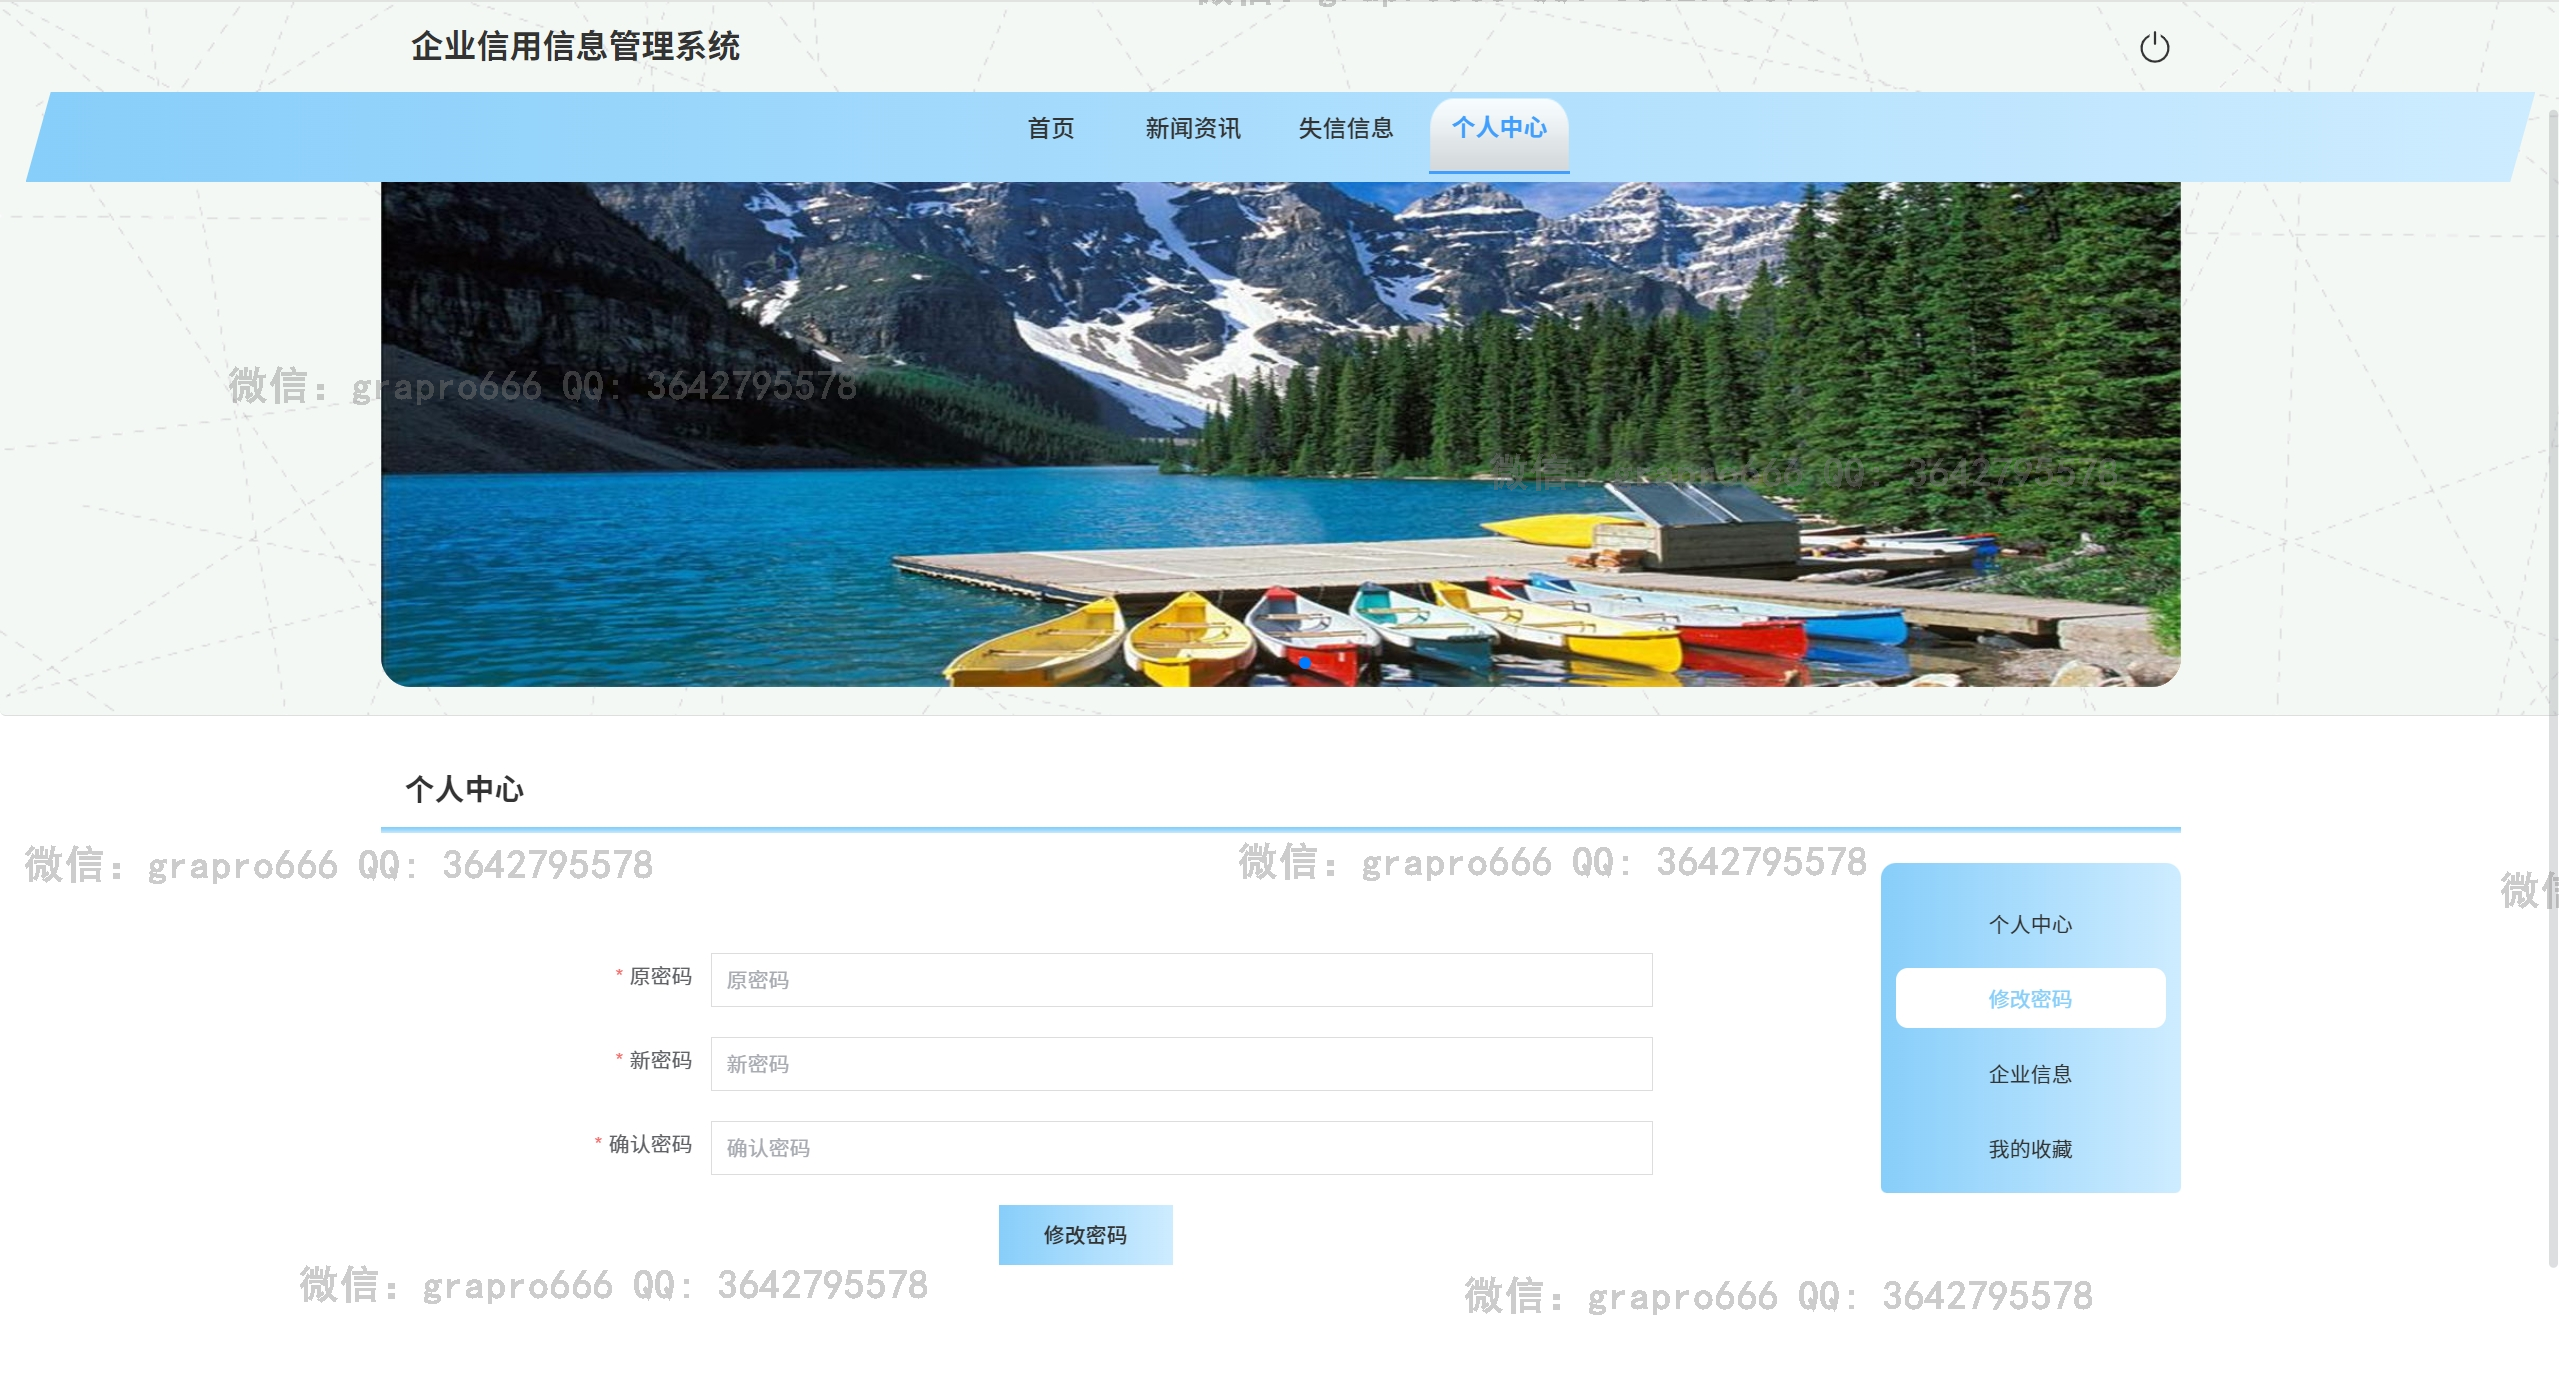 企业信用信息管理系统
首页
新闻资讯
失信信息
个人中心
微信: grapro666 QQ: 3642795578
微信: grapro666 QQ: 3642795578
个人中心
微信: grapro666 QQ: 3642795578
微信: grapro666 QQ: 3642795578
微信
个人中心
* 原密码
原密码
修改密码
* 新密码
新密码
企业信息
* 确认密码
确认密码
我的收藏
修改密码
微信: grapro666 QQ: 3642795578
微信: grapro666 QQ: 3642795578